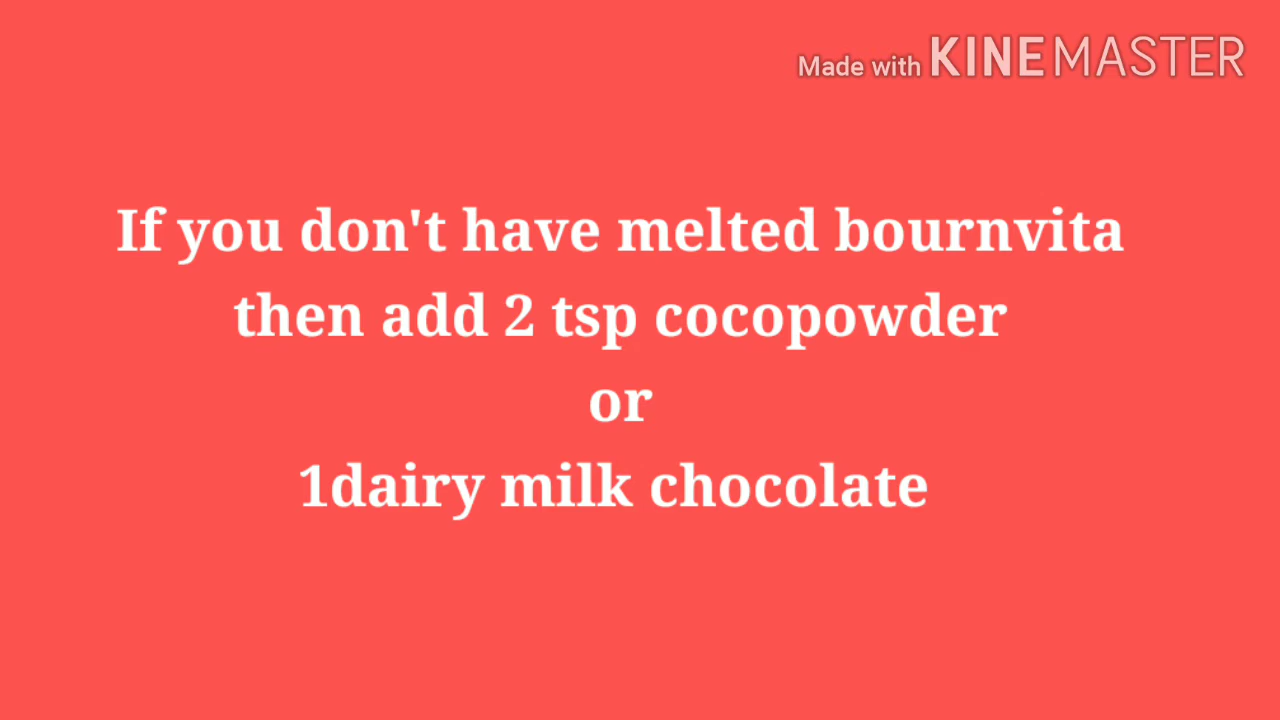 Made with KINEMASTER
If you don't have melted bournvita
then add 2 tsp cocopowder
or
1dairy milk chocolate